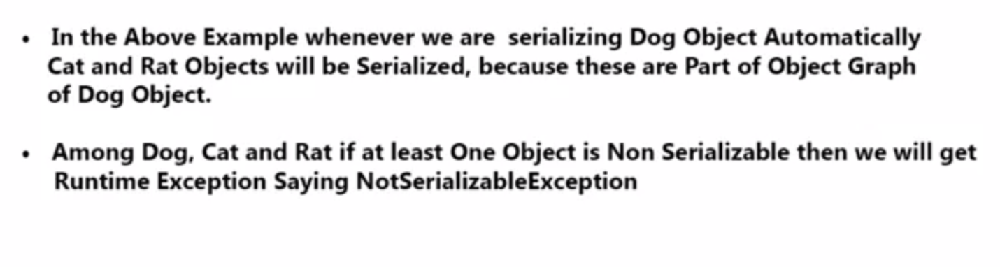 • In the Above Example whenever we are serializing Dog Object Automatically
Cat and Rat Objects will be Serialized, because these are Part of Object Graph
of Dog Object.
• Among Dog, Cat and Rat if at least One Object is Non Serializable then we will get
Runtime Exception Saying NotSerializableException